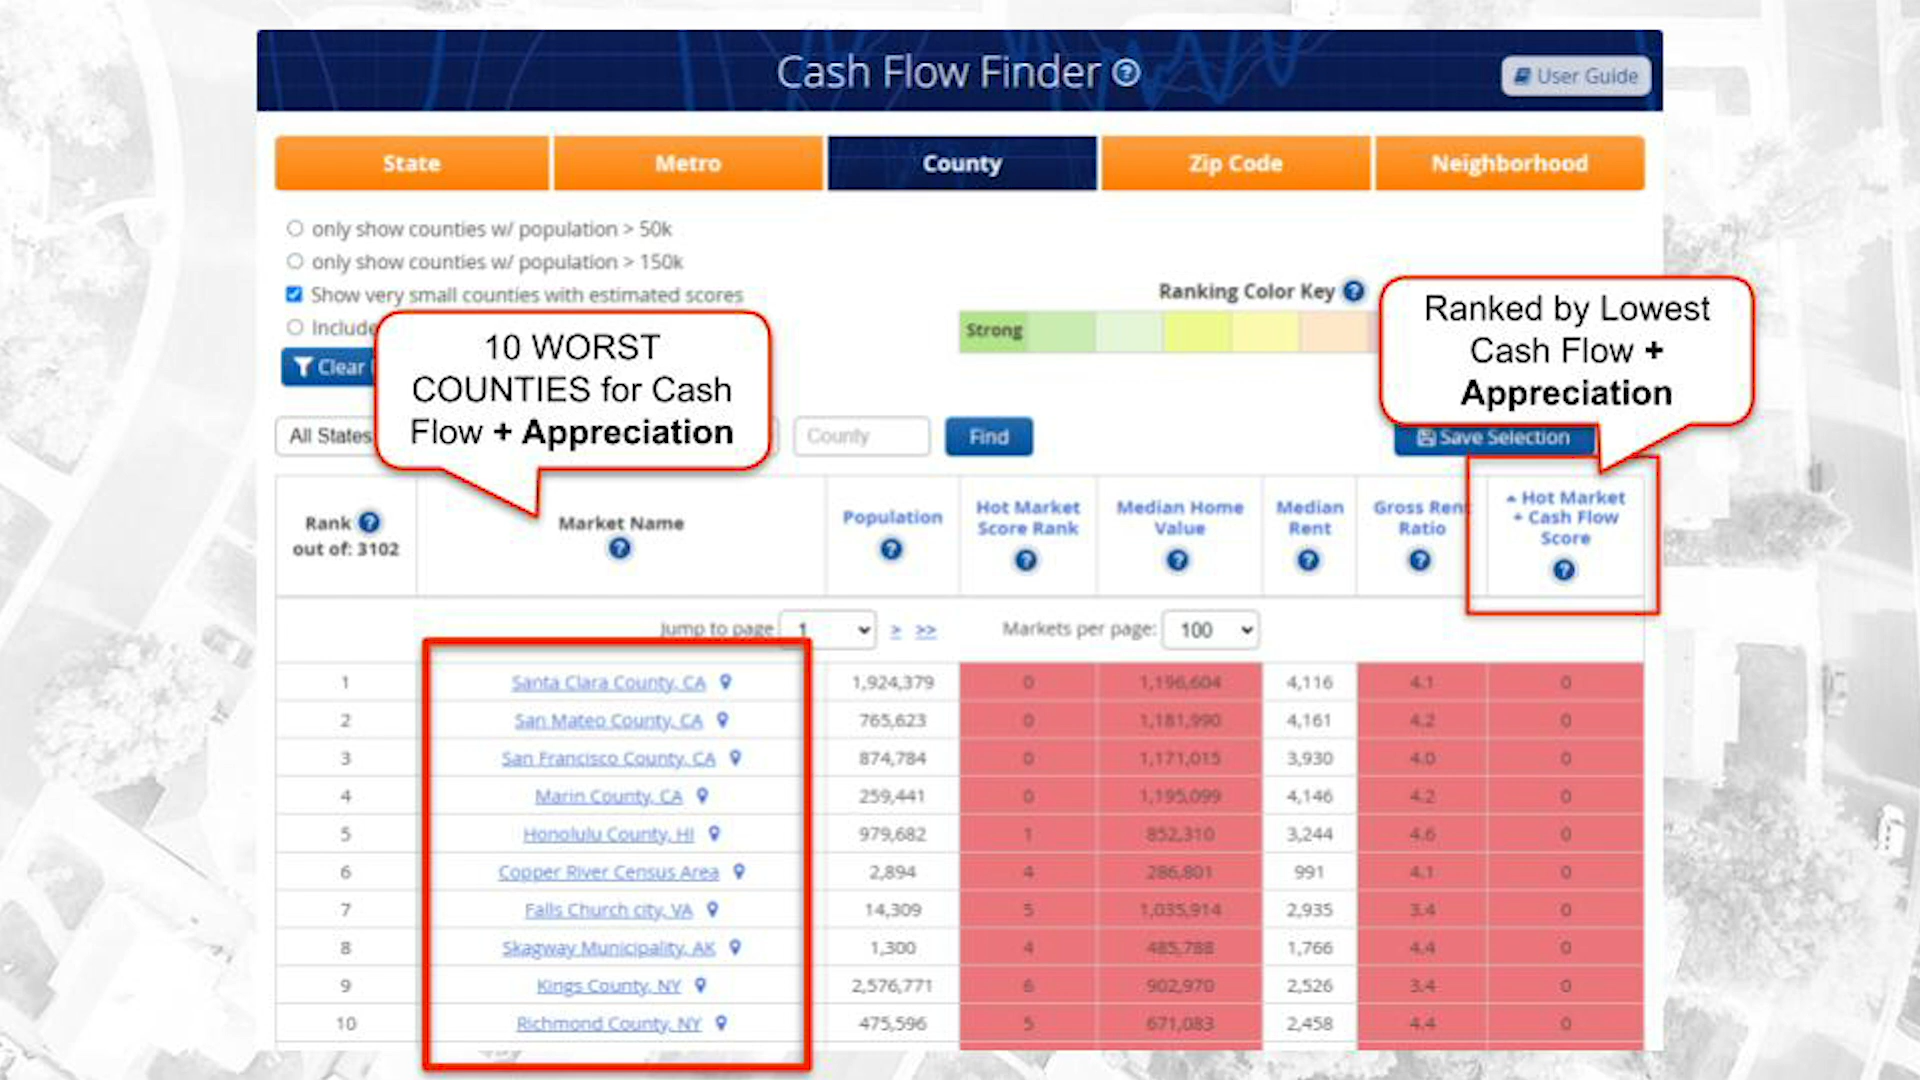 Cash Flow Finder ?
User Guide
State
Metro
County
Zip Code
Neighborhood
only show counties w/ population > 50k
only show counties w/ population > 150k
Show very small counties with estimated scores
Include
Clear
Ranking Color Key ?
Strong
10 WORST
COUNTIES for Cash
Flow + Appreciation
Ranked by Lowest
Cash Flow +
Appreciation
All States
County
Find
Save Selection
Rank ?
out of: 3102
Market Name
?
Population
?
Hot Market
Score Rank
?
Median Home
Value
?
Median
Rent
?
Gross Rent
Ratio
?
Hot Market
+ Cash Flow
Score
?
Jump to page 1 > >> Markets per page: 100
1 Santa Clara County, CA 1,924,379 0 1,196,604 4,116 4.1 0
2 San Mateo County, CA 765,623 0 1,181,990 4,161 4.2 0
3 San Francisco County, CA 874,784 0 1,171,015 3,930 4.0 0
4 Marin County, CA 259,441 0 1,195,099 4,146 4.2 0
5 Honolulu County, HI 979,682 1 852,310 3,244 4.6 0
6 Copper River Census Area 2,894 4 286,801 991 4.1 0
7 Falls Church city, VA 14,309 5 1,035,914 2,935 3.4 0
8 Skagway Municipality, AK 1,300 4 485,788 1,766 4.4 0
9 Kings County, NY 2,576,771 6 902,970 2,526 3.4 0
10 Richmond County, NY 475,596 5 671,083 2,458 4.4 0